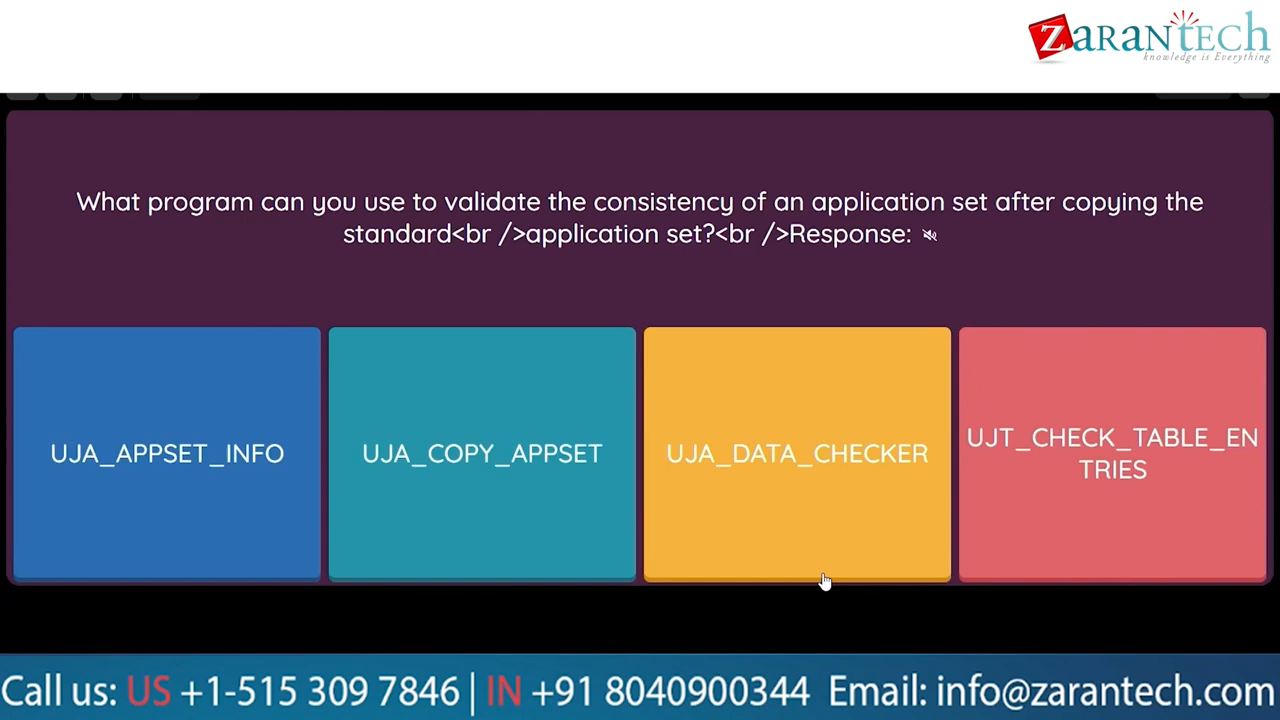 ZARANTECH
knowledge is Everything
What program can you use to validate the consistency of an application set after copying the
standard<br />application set?<br />Response:
UJA_APPSET_INFO
UJA_COPY_APPSET
UJA_DATA_CHECKER
UJT_CHECK_TABLE_EN
TRIES
Call us: US +1-515 309 7846 | IN +91 8040900344 Email: info@zarantech.com